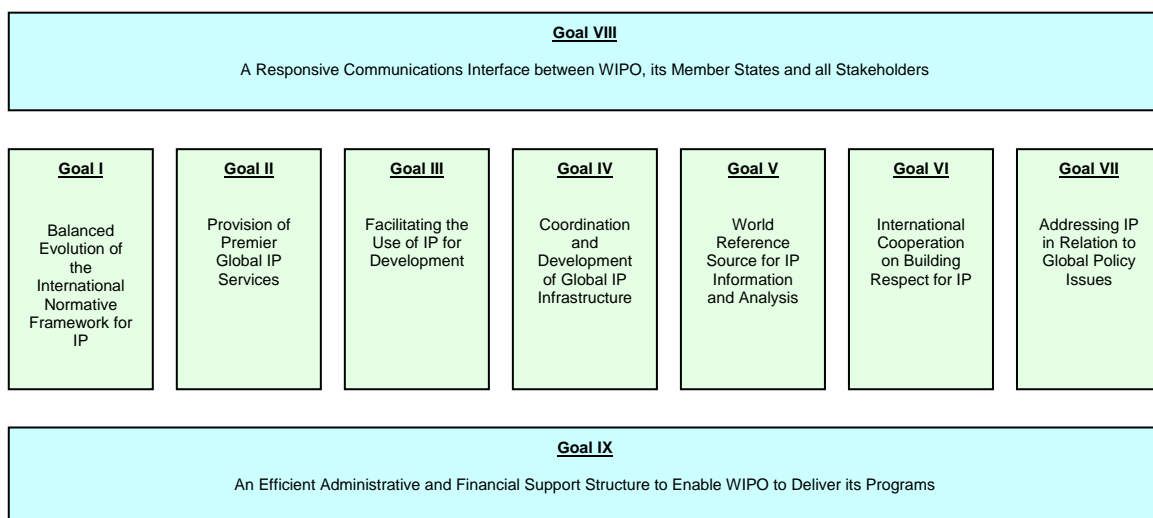 Goal VIII
A Responsive Communications Interface between WIPO, its Member States and all Stakeholders
Goal I
Balanced
Evolution of
the
International
Normative
Framework for
IP
Goal II
Provision of
Premier
Global IP
Services
Goal III
Facilitating the
Use of IP for
Development
Goal IV
Coordination
and
Development
of Global IP
Infrastructure
Goal V
World
Reference
Source for IP
Information
and Analysis
Goal VI
International
Cooperation
on Building
Respect for IP
Goal VII
Addressing IP
in Relation to
Global Policy
Issues
Goal IX
An Efficient Administrative and Financial Support Structure to Enable WIPO to Deliver its Programs